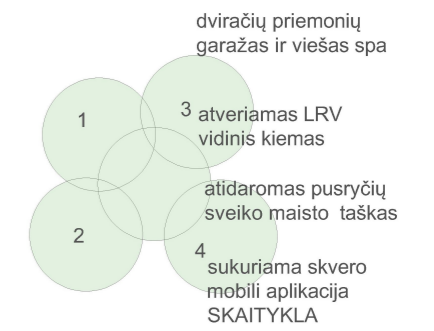 dviračių priemonių
garažas ir viešas spa
1
3
atveriamas LRV
vidinis kiemas
atidaromas pusryčių
sveiko maisto taškas
2
4
sukuriama skvero
mobili aplikacija
SKAITYKLA